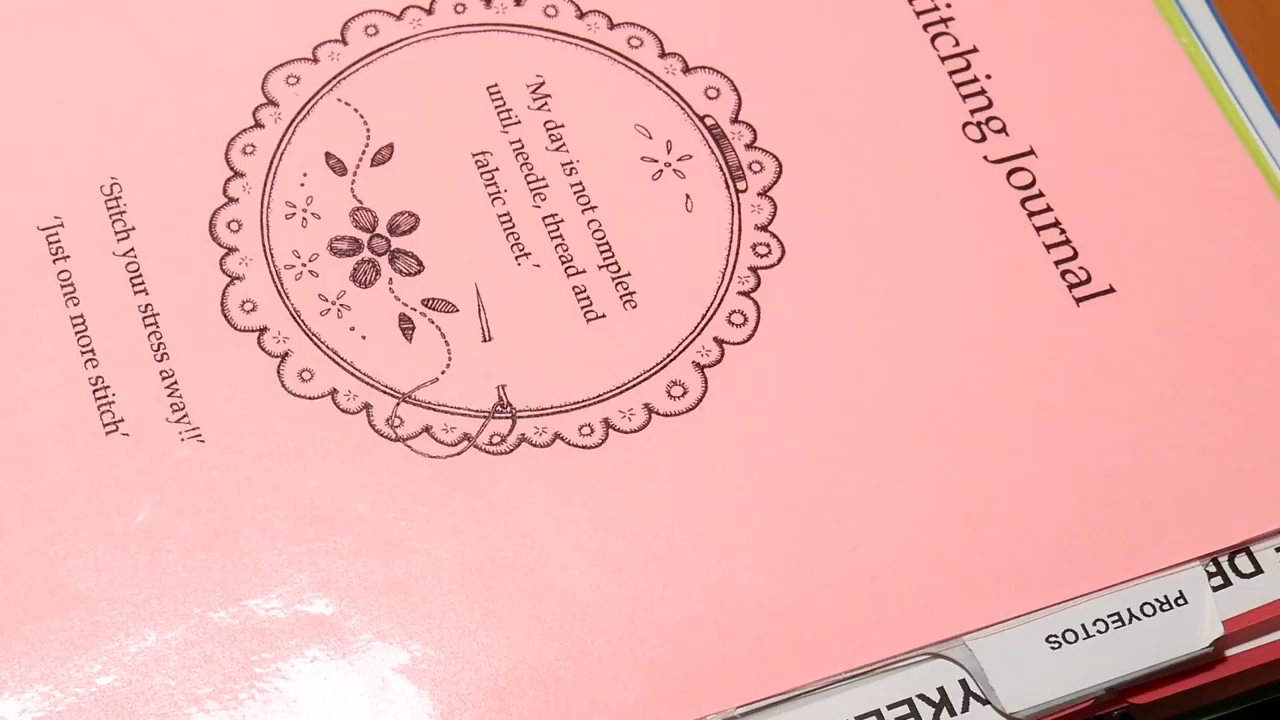 titching Journal
'My day is not complete
until, needle, thread and
fabric meet.'
'Stitch your stress away!!'
'Just one more stitch'
PROYECTOS